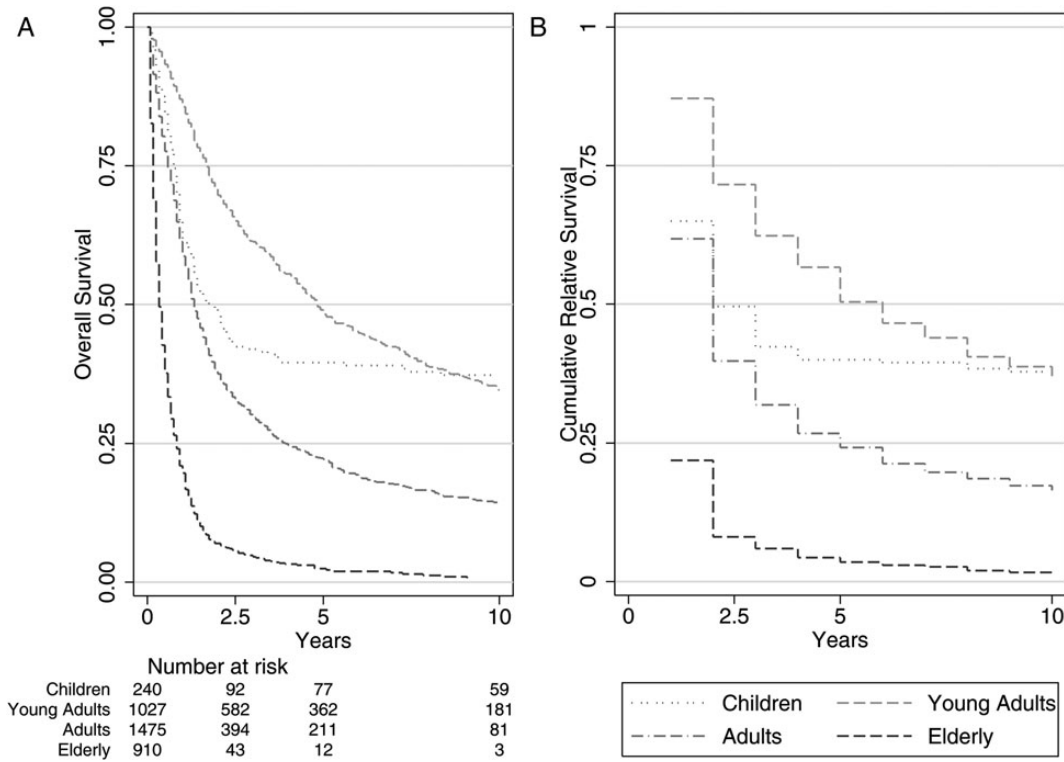 A
Overall Survival
1.00
0.75
0.50
0.25
0.00
0 2.5 5 10
Years
B
Cumulative Relative Survival
1
0.75
0.5
0.25
0
0 2.5 5 10
Years
Number at risk
Children 240 92 77 59
Young Adults 1027 582 362 181
Adults 1475 394 211 81
Elderly 910 43 12 3
Children Young Adults
Adults Elderly